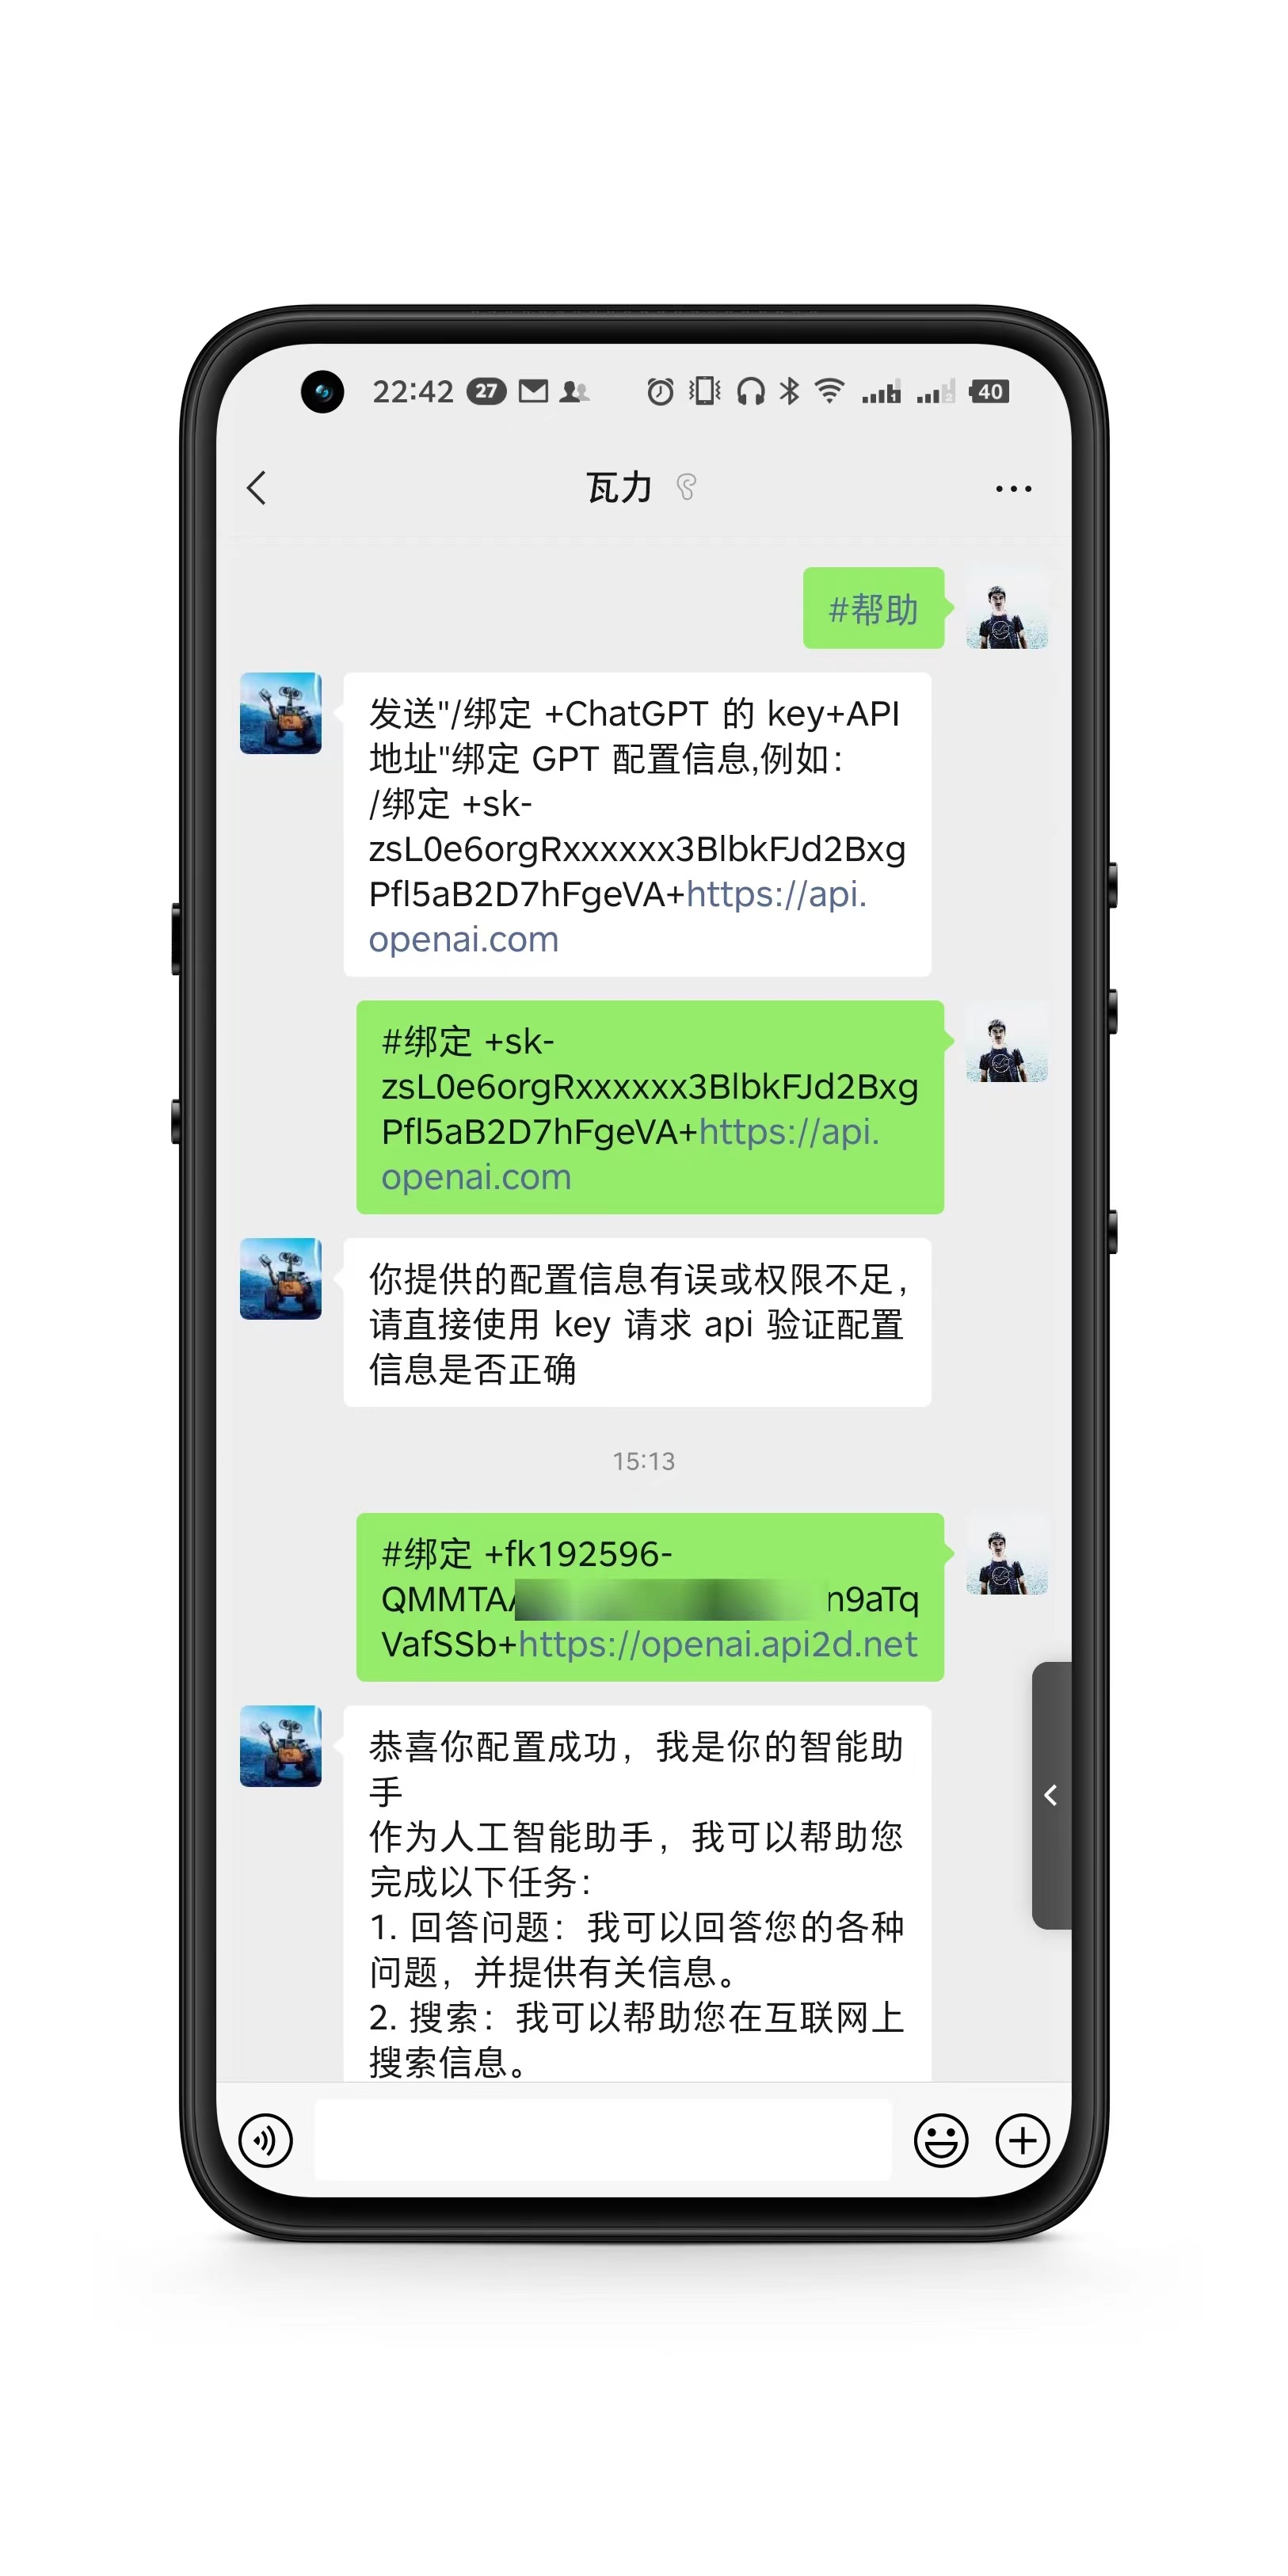 22:42 27 40
瓦力
#帮助
发送"/绑定 +ChatGPT 的 key+API
地址"绑定 GPT 配置信息,例如：
/绑定 +sk-
zsL0e6orgRxxxxxx3BlbkFJd2Bxg
Pfl5aB2D7hFgeVA+https://api.
openai.com
#绑定 +sk-
zsL0e6orgRxxxxxx3BlbkFJd2Bxg
Pfl5aB2D7hFgeVA+https://api.
openai.com
你提供的配置信息有误或权限不足，
请直接使用 key 请求 api 验证配置
信息是否正确
15:13
#绑定 +fk192596-
QMMTA n9aTq
VafSSb+https://openai.api2d.net
恭喜你配置成功，我是你的智能助
手
作为人工智能助手，我可以帮助您
完成以下任务：
1. 回答问题：我可以回答您的各种
问题，并提供有关信息。
2. 搜索：我可以帮助您在互联网上
搜索信息。